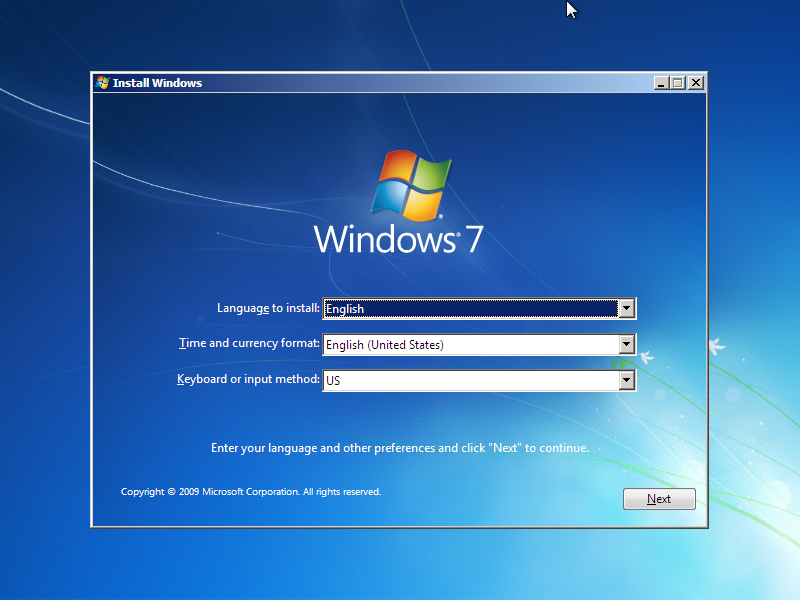 Install Windows
Windows® 7
Language to install: English
Time and currency format: English (United States)
Keyboard or input method: US
Enter your language and other preferences and click "Next" to continue.
Copyright © 2009 Microsoft Corporation. All rights reserved.
Next